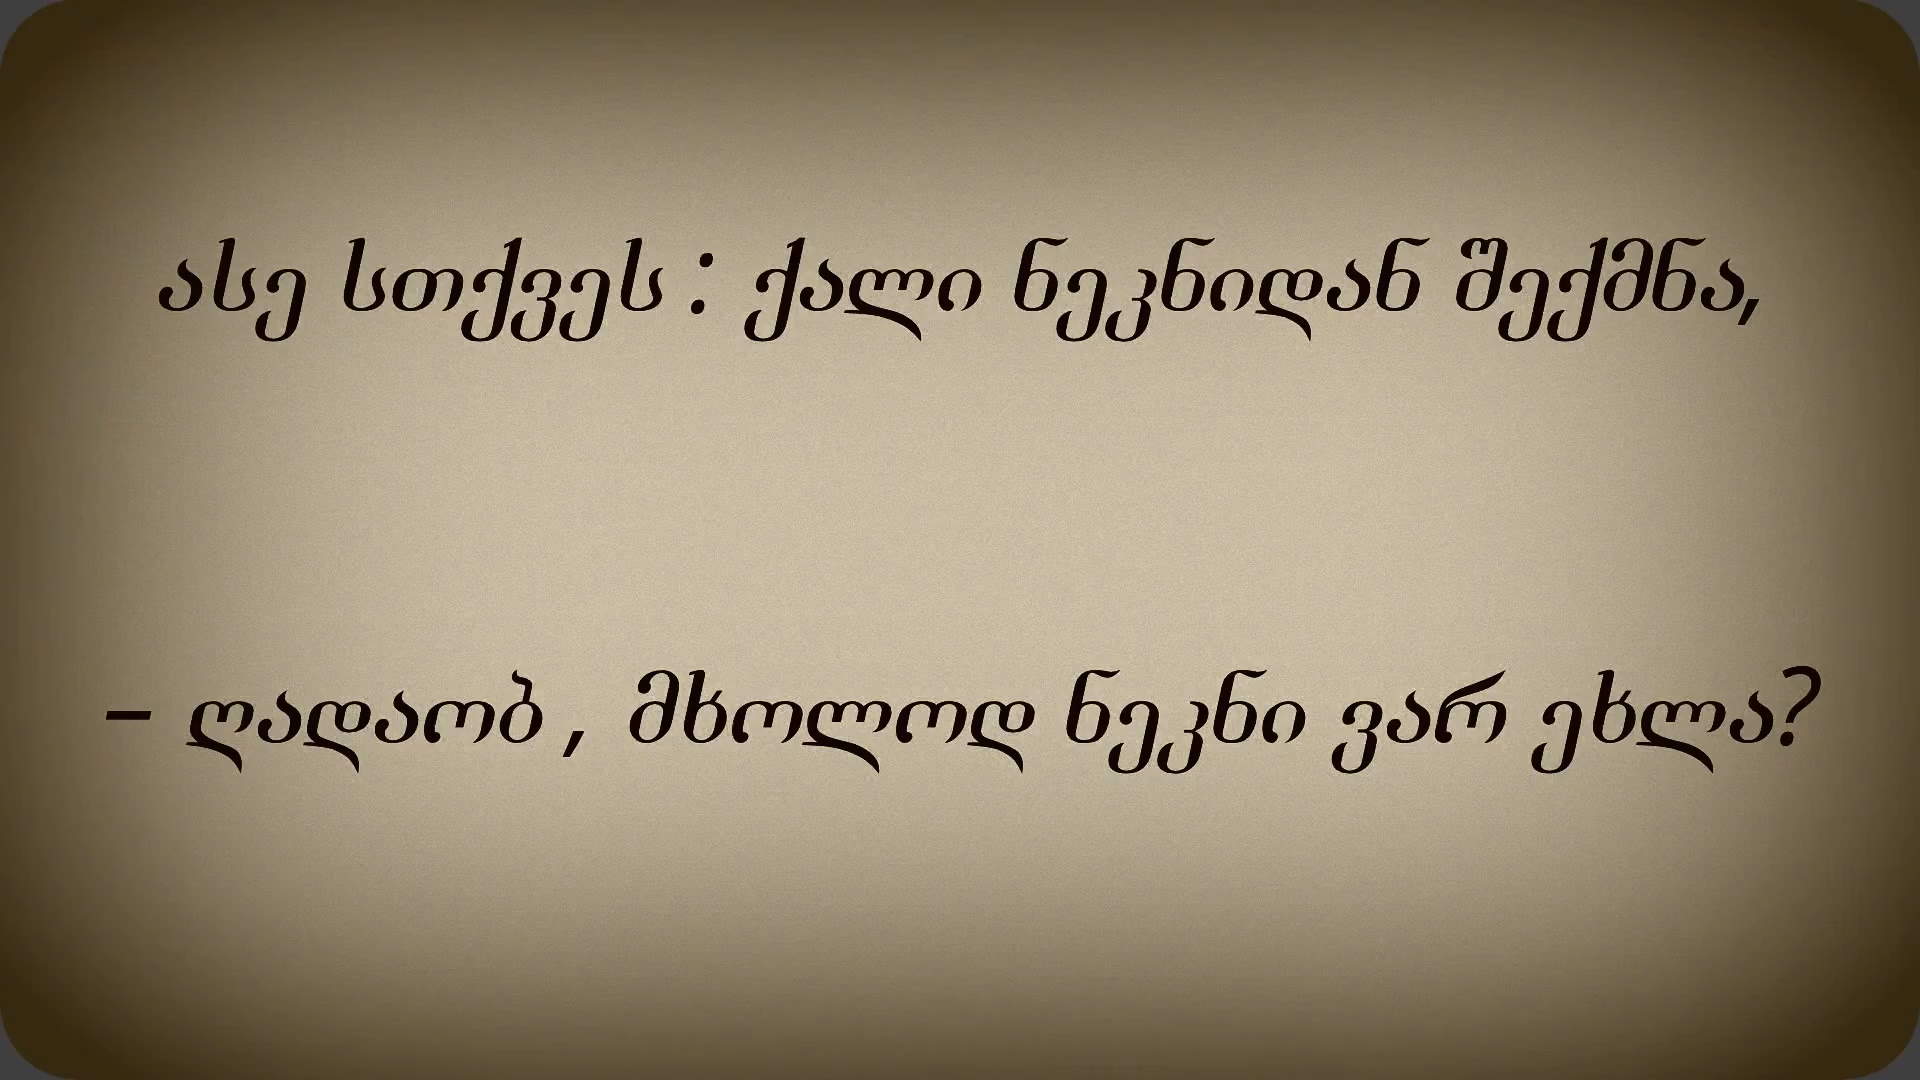 ასე სთქვეს : ქალი ნეკნიდან შექმნა,
– ღადაობ , მხოლოდ ნეკნი ვარ ეხლა?